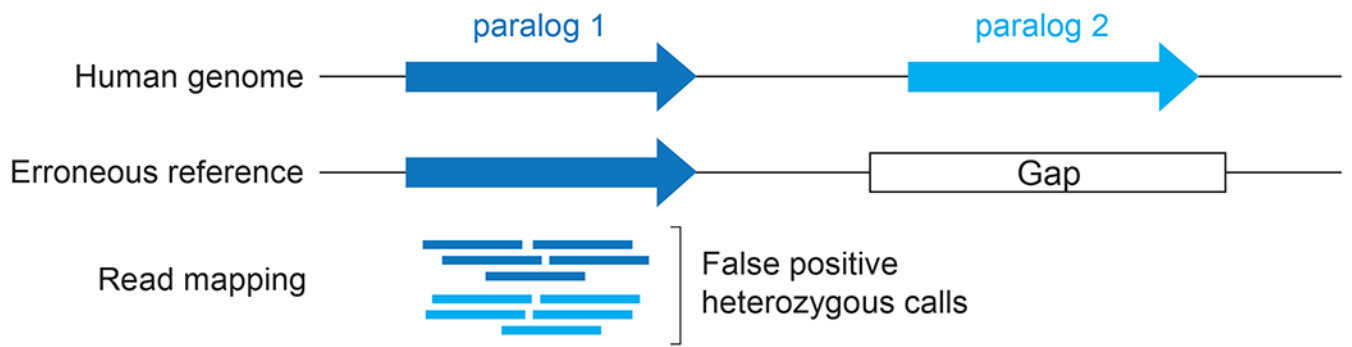 paralog 1
paralog 2
Human genome
Erroneous reference
Gap
Read mapping
False positive
heterozygous calls